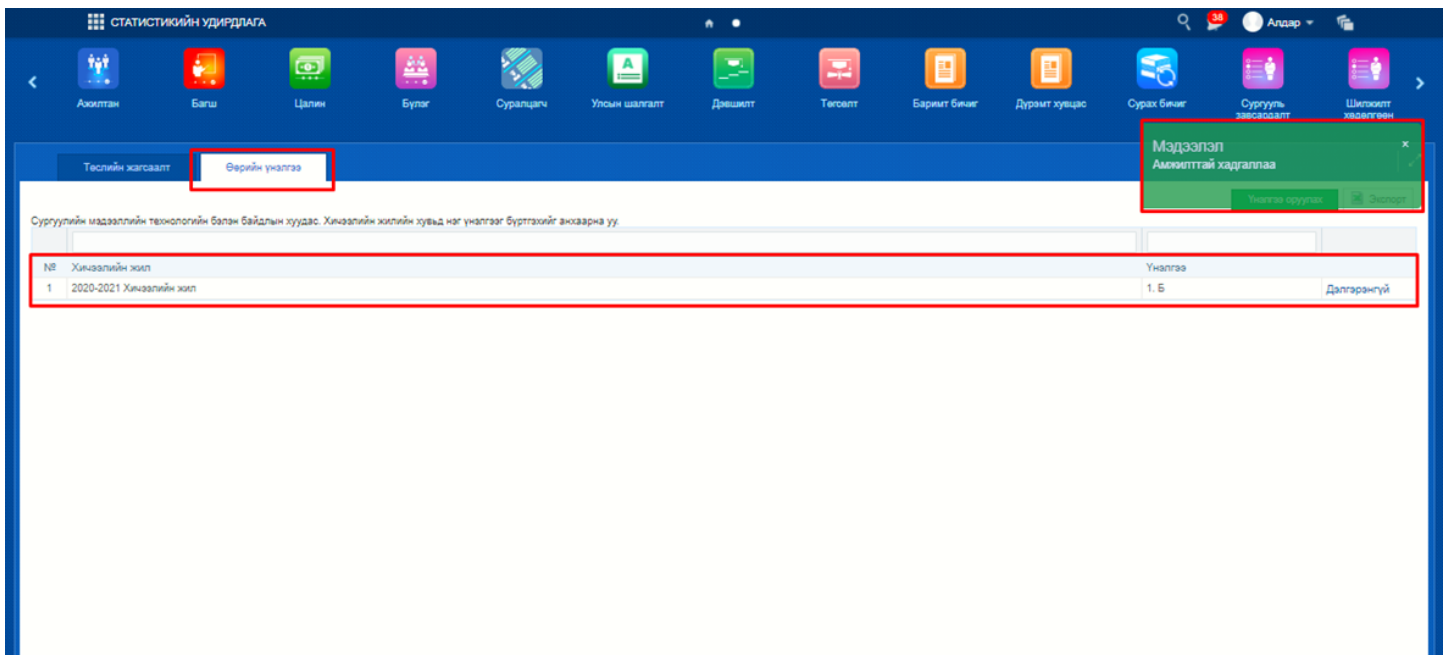 СТАТИСТИКИЙН УДИРДЛАГА
38
Алдар
Ажилтан
Багш
Цалин
Бүлэг
Суралцагч
Улсын шалгалт
Дэвшилт
Төгсөлт
Баримт бичиг
Дүрэмт хувцас
Сурах бичиг
Сургууль завсардалт
Шилжилт хөдөлгөөн
Мэдээлэл
Амжилттай хадгаллаа
Төслийн жагсаалт
Өөрийн үнэлгээ
Үнэлгээ оруулах
Экспорт
Сургуулийн мэдээллийн технологийн бэлэн байдлын хуудас. Хичээлийн жилийн хувьд нэг үнэлгээг бүртгэхийг анхаарна уу.
№ Хичээлийн жил Үнэлгээ
1 2020-2021 Хичээлийн жил 1. Б Дэлгэрэнгүй